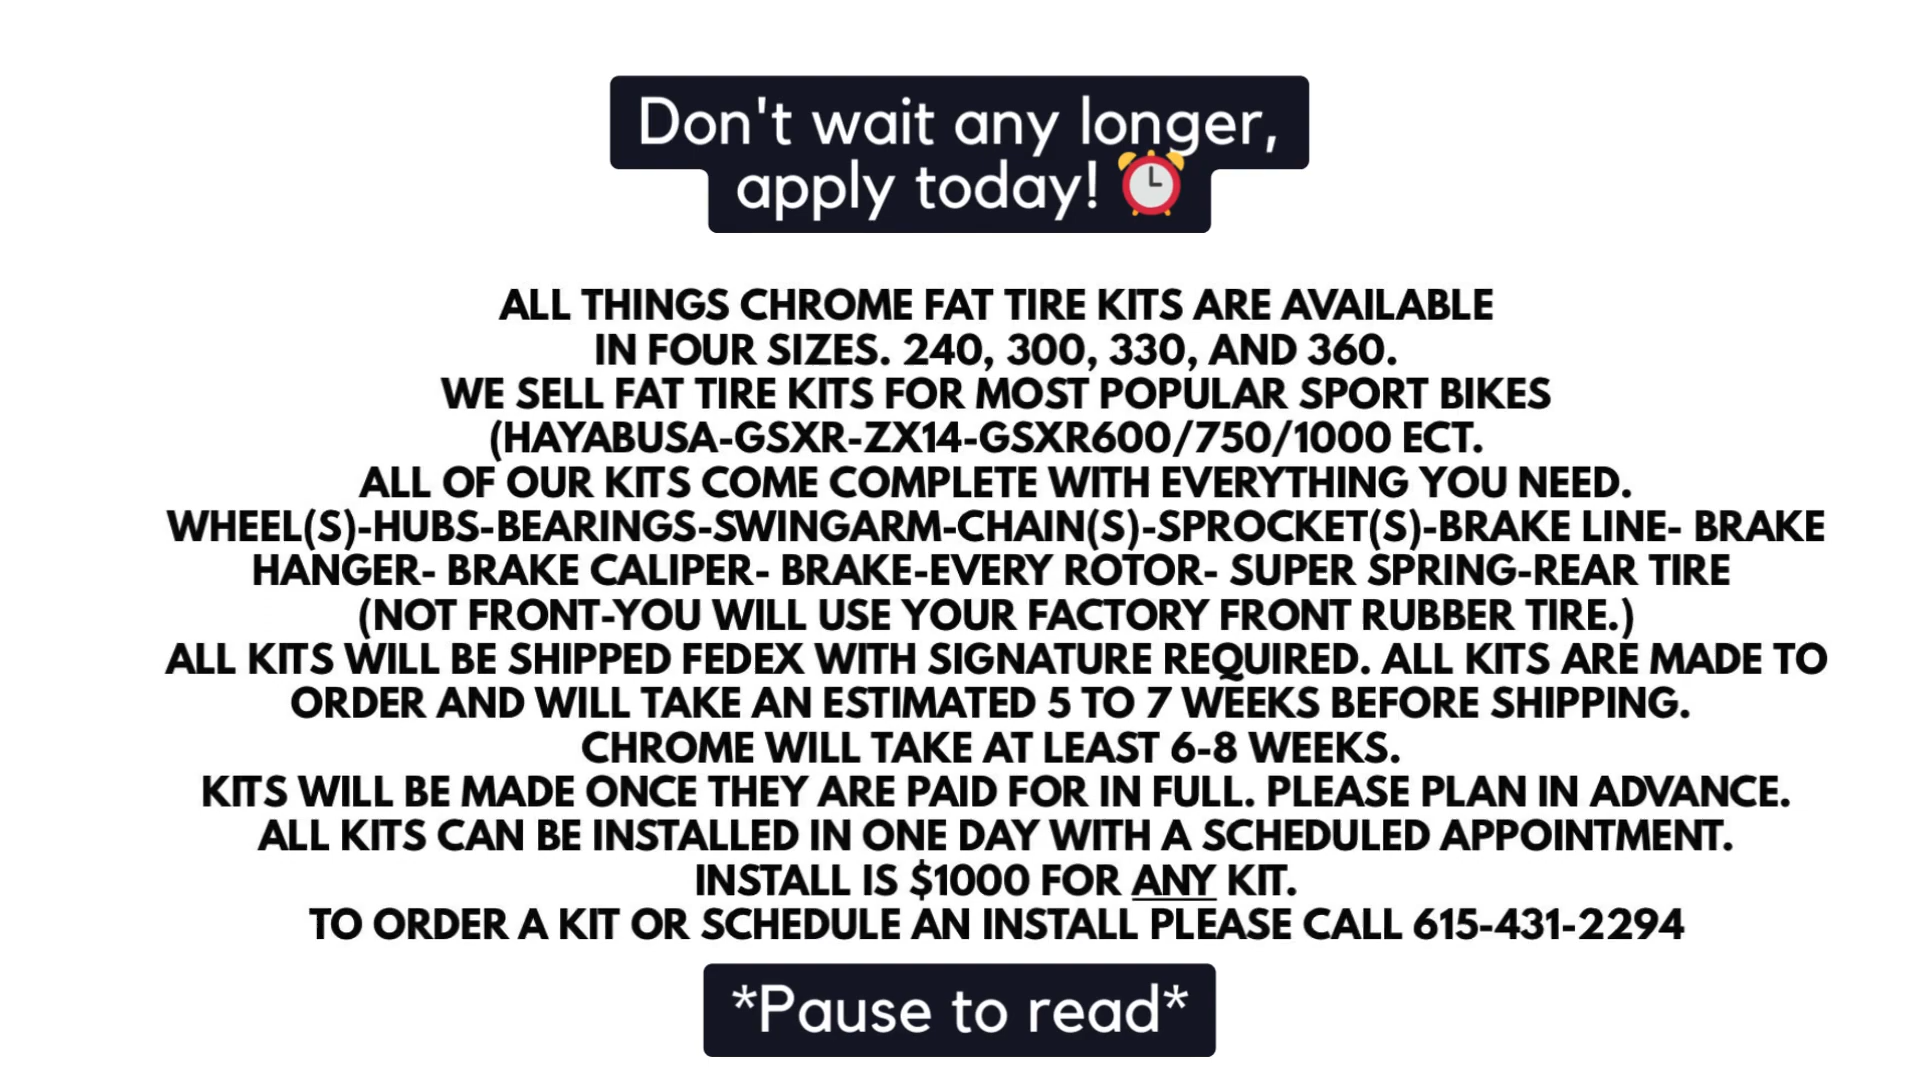 Don't wait any longer,
apply today! ⏰
ALL THINGS CHROME FAT TIRE KITS ARE AVAILABLE
IN FOUR SIZES. 240, 300, 330, AND 360.
WE SELL FAT TIRE KITS FOR MOST POPULAR SPORT BIKES
(HAYABUSA-GSXR-ZX14-GSXR600/750/1000 ECT.
ALL OF OUR KITS COME COMPLETE WITH EVERYTHING YOU NEED.
WHEEL(S)-HUBS-BEARINGS-SWINGARM-CHAIN(S)-SPROCKET(S)-BRAKE LINE- BRAKE
HANGER- BRAKE CALIPER- BRAKE-EVERY ROTOR- SUPER SPRING-REAR TIRE
(NOT FRONT-YOU WILL USE YOUR FACTORY FRONT RUBBER TIRE.)
ALL KITS WILL BE SHIPPED FEDEX WITH SIGNATURE REQUIRED. ALL KITS ARE MADE TO
ORDER AND WILL TAKE AN ESTIMATED 5 TO 7 WEEKS BEFORE SHIPPING.
CHROME WILL TAKE AT LEAST 6-8 WEEKS.
KITS WILL BE MADE ONCE THEY ARE PAID FOR IN FULL. PLEASE PLAN IN ADVANCE.
ALL KITS CAN BE INSTALLED IN ONE DAY WITH A SCHEDULED APPOINTMENT.
INSTALL IS $1000 FOR ANY KIT.
TO ORDER A KIT OR SCHEDULE AN INSTALL PLEASE CALL 615-431-2294
*Pause to read*